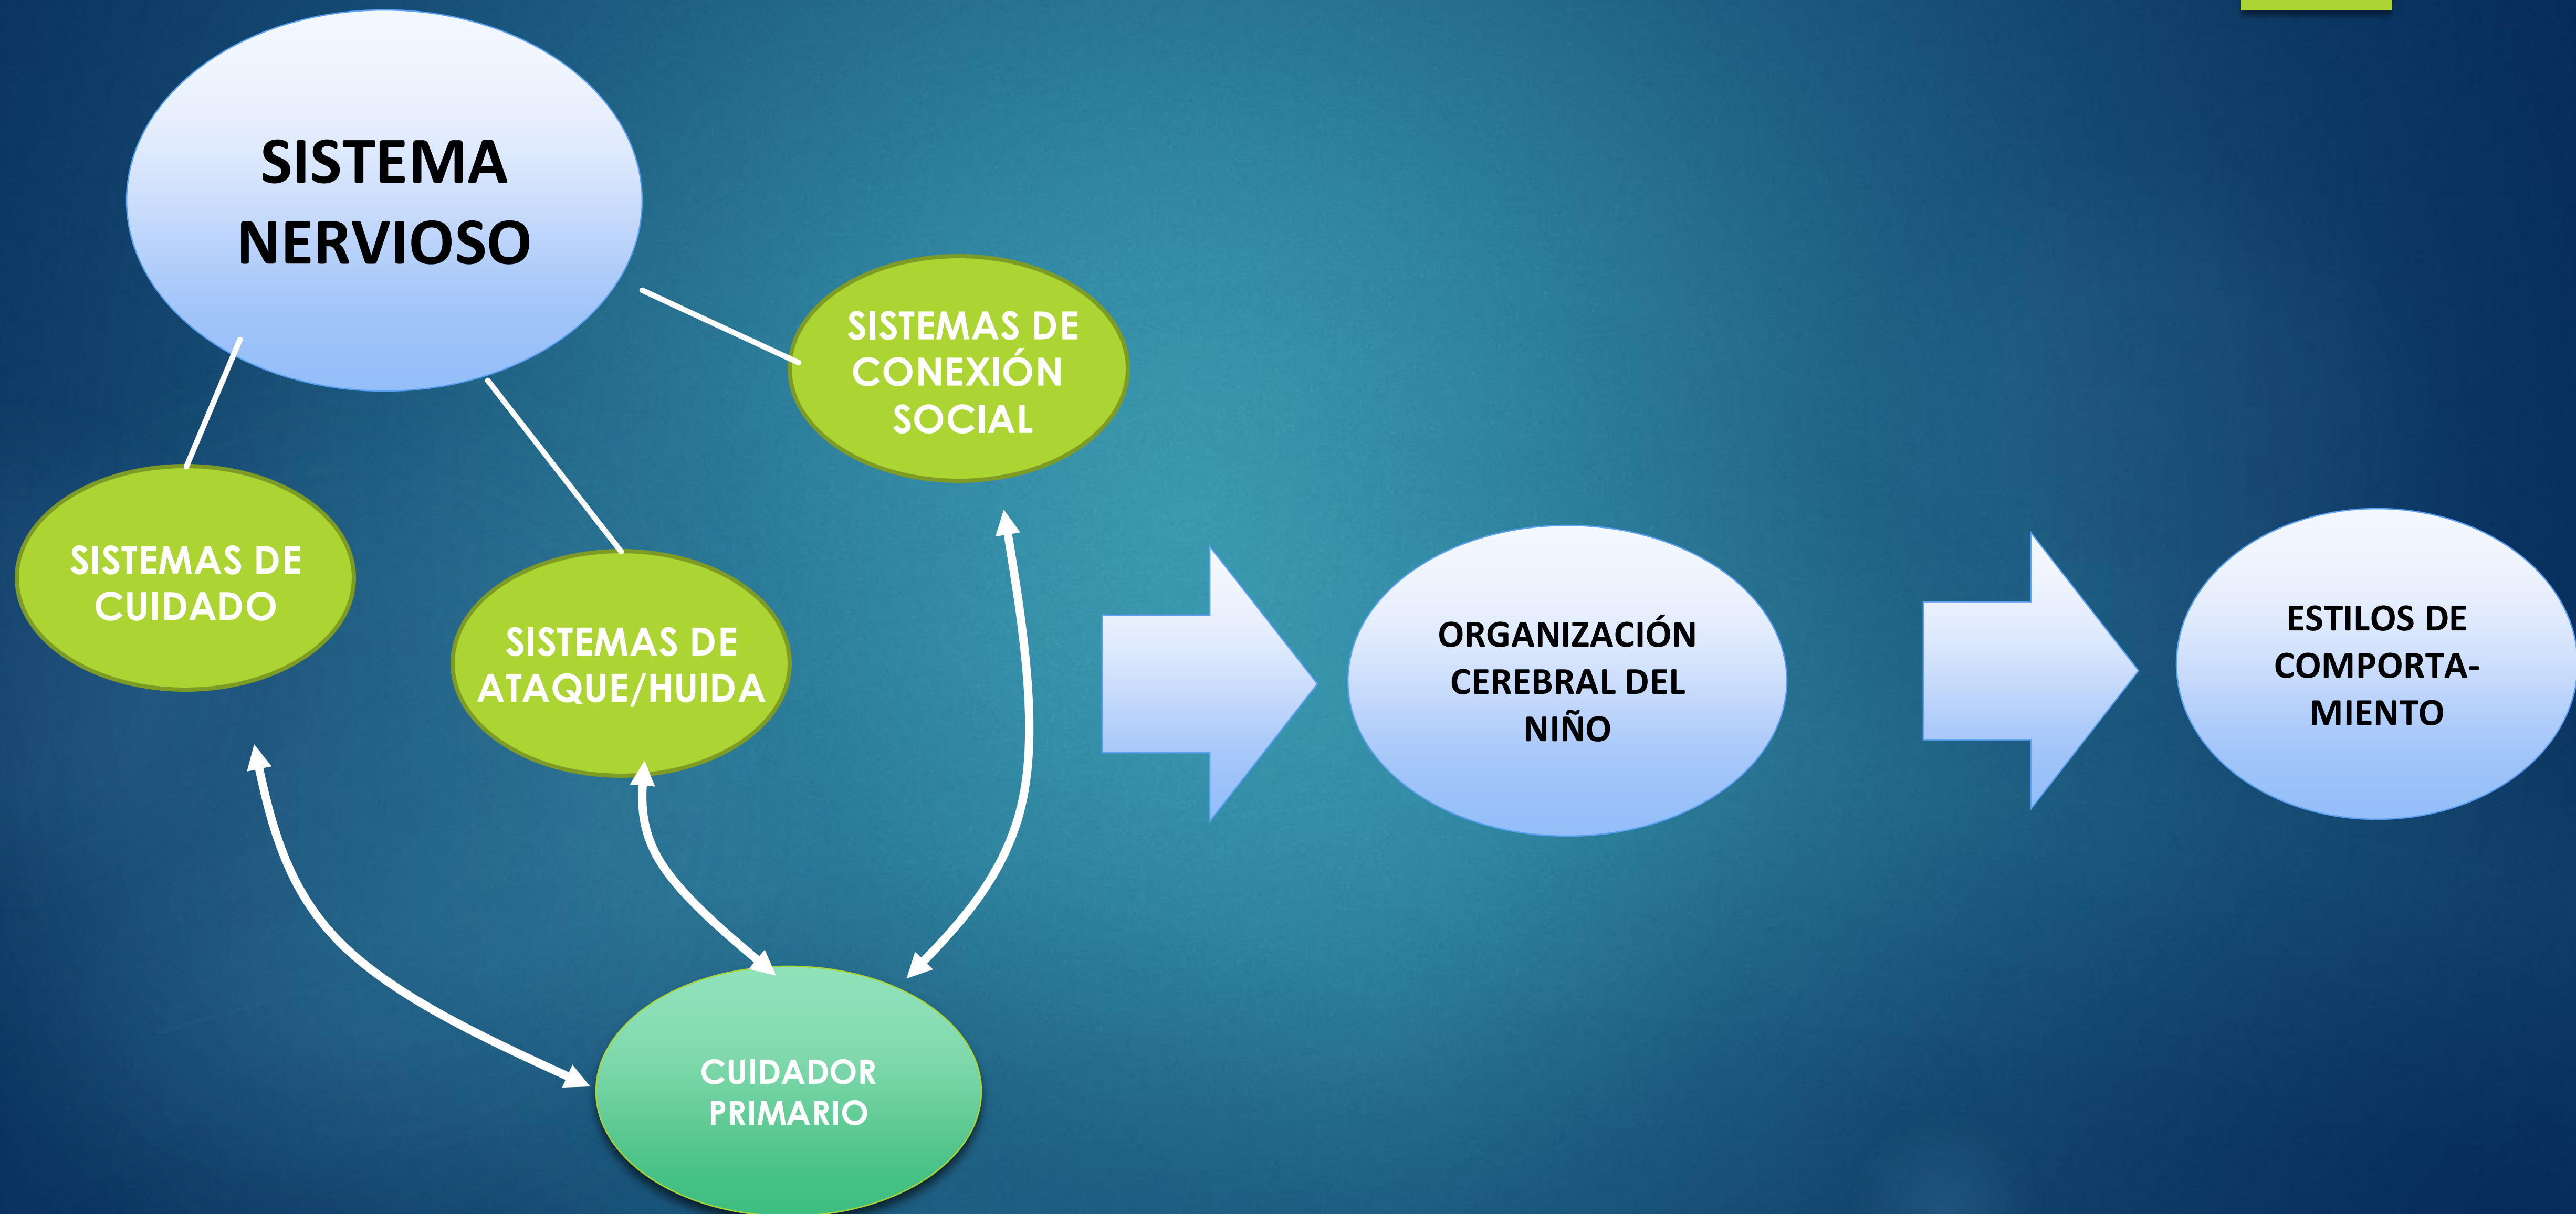 SISTEMA
NERVIOSO
SISTEMAS DE
CONEXIÓN
SOCIAL
SISTEMAS DE
CUIDADO
SISTEMAS DE
ATAQUE/HUIDA
ORGANIZACIÓN
CEREBRAL DEL
NIÑO
ESTILOS DE
COMPORTA-
MIENTO
CUIDADOR
PRIMARIO